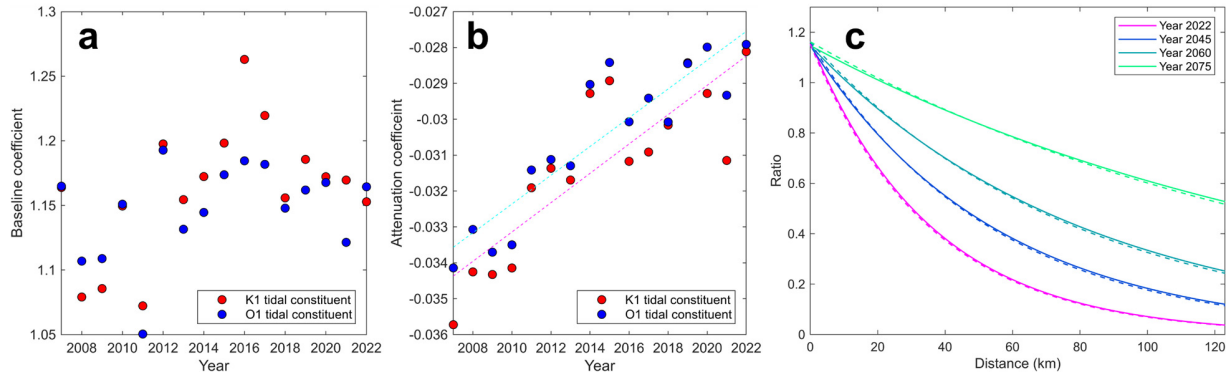 a
1.3
1.25
1.2
1.15
1.1
1.05
Baseline coefficient
2008 2010 2012 2014 2016 2018 2020 2022
Year
K1 tidal constituent
O1 tidal constituent
b
-0.027
-0.028
-0.029
-0.03
-0.031
-0.032
-0.033
-0.034
-0.035
-0.036
Attenuation coefficeint
2008 2010 2012 2014 2016 2018 2020 2022
Year
K1 tidal constituent
O1 tidal constituent
c
1.2
1
0.8
0.6
0.4
0.2
0
Ratio
0 20 40 60 80 100 120
Distance (km)
Year 2022
Year 2045
Year 2060
Year 2075